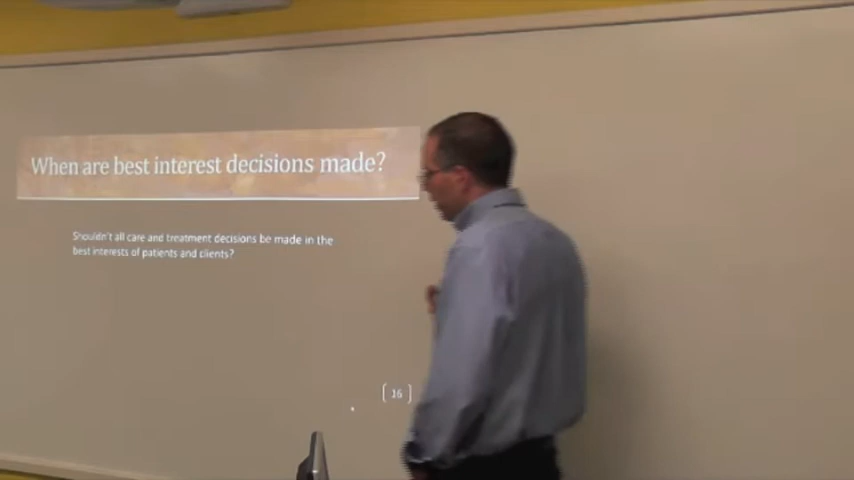 When are best interest decisions made?
Shouldn't all care and treatment decisions be made in the
best interests of patients and clients?
[ 16 ]